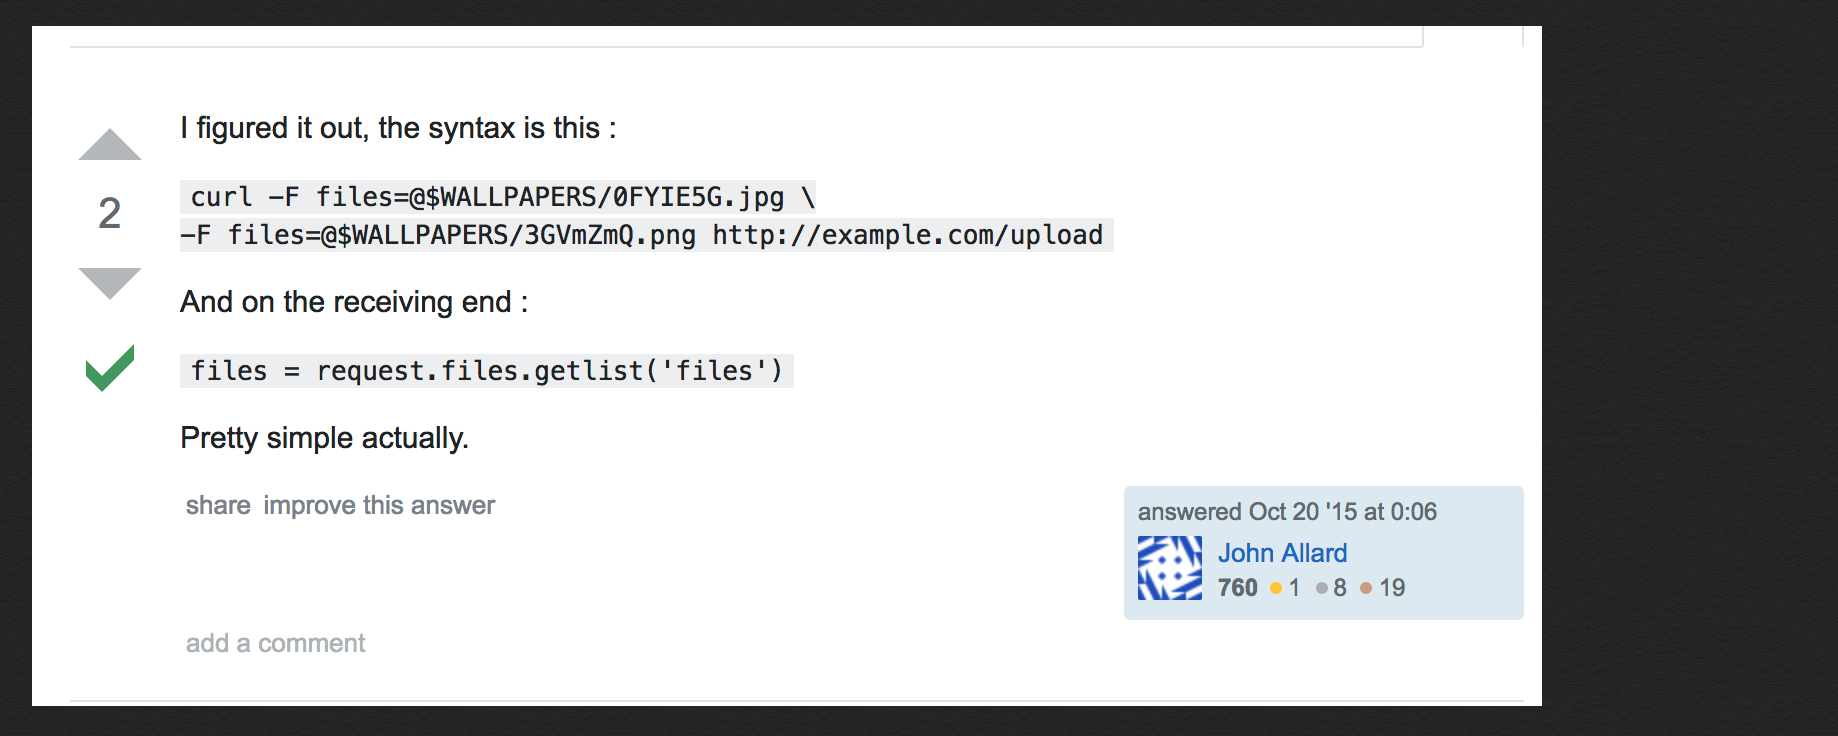 I figured it out, the syntax is this :
curl -F files=@$WALLPAPERS/0FYIE5G.jpg \
2
-F files=@$WALLPAPERS/3GVmZmQ.png http://example.com/upload
And on the receiving end :
files = request.files.getlist('files')
Pretty simple actually.
share improve this answer
answered Oct 20 '15 at 0:06
John Allard
760 1 8 19
add a comment